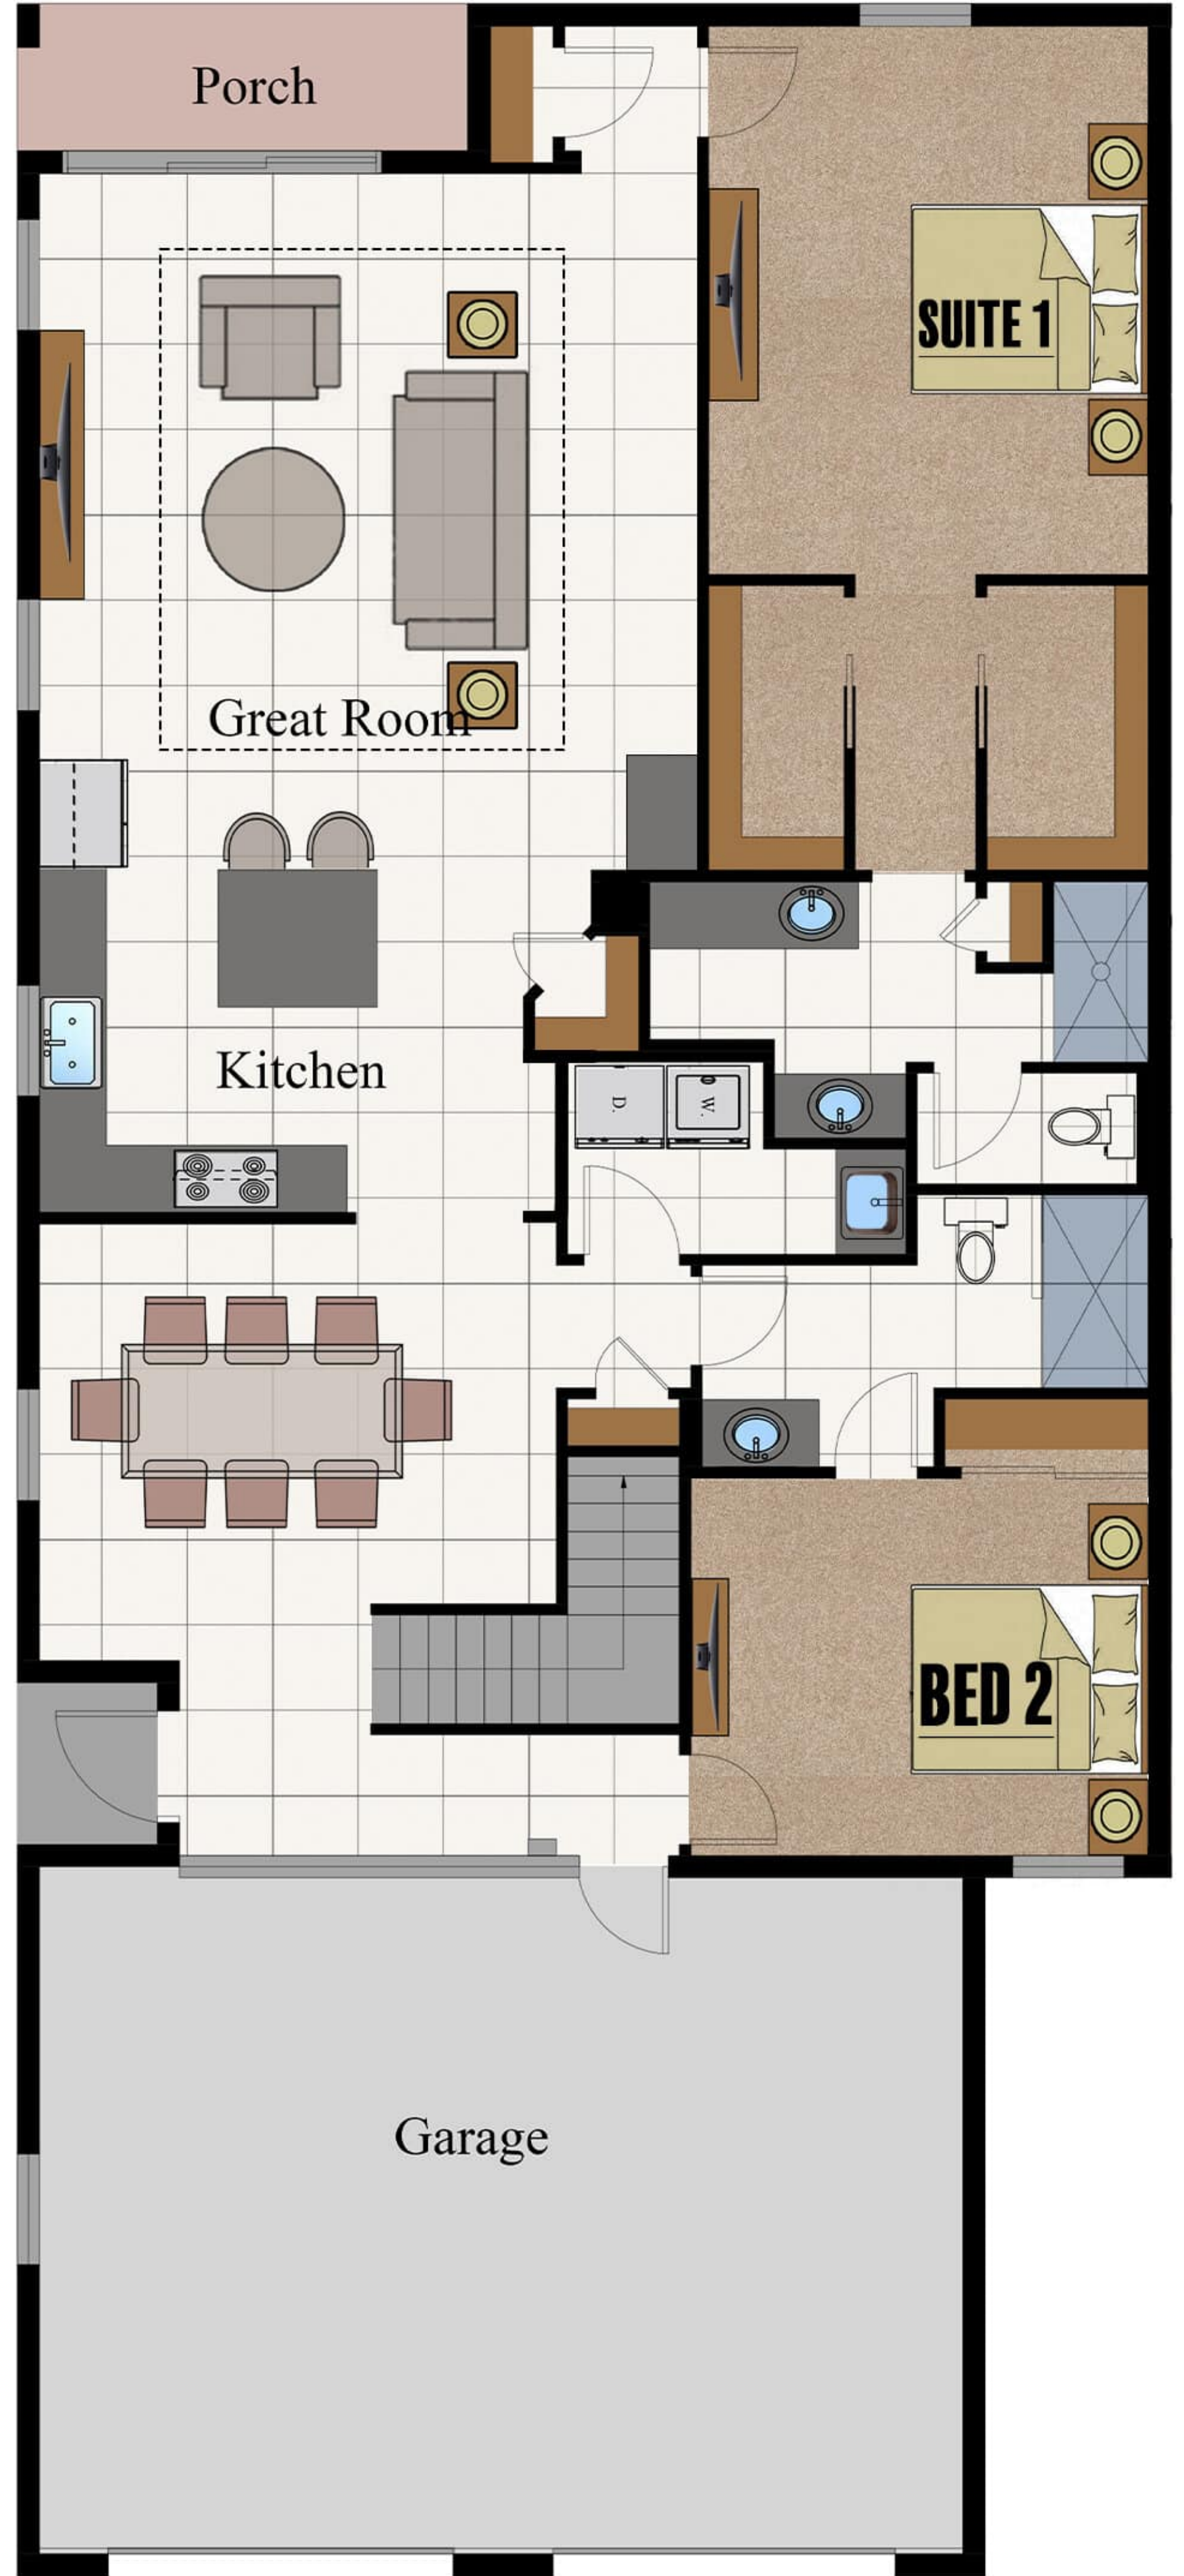 Porch
SUITE 1
Great Room
Kitchen
D.
W.
BED 2
Garage